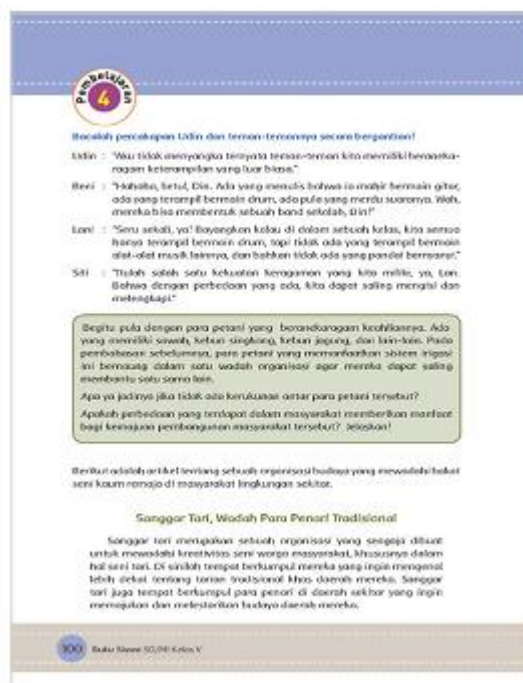 Pembelajaran
4
Bacalah percakapan Udin dan teman-temannya secara bergantian!
Udin : "Aku tidak menyangka ternyata teman-teman kita memiliki beraneka-
ragam keterampilan yang luar biasa."
Beni : "Hahaha, betul, Din. Ada yang menulis bahwa ia mahir bermain gitar,
ada yang terampil bermain drum, ada pula yang merdu suaranya. Wah,
mereka bisa membentuk sebuah band sekolah, Din!"
Lani : "Seru sekali, ya! Bayangkan kalau di dalam sebuah kelas, kita semua
hanya terampil bermain drum, tapi tidak ada yang terampil bermain
alat-alat musik lainnya, dan bahkan tidak ada yang pandai bernyanyi."
Siti : "Itulah salah satu kekuatan keragaman yang kita miliki, ya, Lan.
Bahwa dengan perbedaan yang ada, kita dapat saling mengisi dan
melengkapi."
Begitu pula dengan para petani yang beranekaragam keahliannya. Ada
yang memiliki sawah, kebun singkong, kebun jagung, dan lain-lain. Pada
pembahasan sebelumnya, para petani yang memanfaatkan sistem irigasi
ini bernaung dalam satu wadah organisasi agar mereka dapat saling
membantu satu sama lain.
Apa ya jadinya jika tidak ada kerukunan antar para petani tersebut?
Apakah perbedaan yang terdapat dalam masyarakat memberikan manfaat
bagi kemajuan pembangunan masyarakat tersebut? Jelaskan!
Berikut adalah artikel tentang sebuah organisasi budaya yang mewadahi bakat
seni kaum remaja di masyarakat lingkungan sekitar.
Sanggar Tari, Wadah Para Penari Tradisional
Sanggar tari merupakan sebuah organisasi yang sengaja dibuat
untuk mewadahi kreativitas seni warga masyarakat, khususnya dalam
hal seni tari. Di sinilah tempat berkumpul mereka yang ingin mengenal
lebih dekat tentang tarian tradisional khas daerah mereka. Sanggar
tari juga tempat berkumpul para penari di daerah sekitar yang ingin
memajukan dan melestarikan budaya daerah mereka.
100 Buku Siswa SD/MI Kelas V